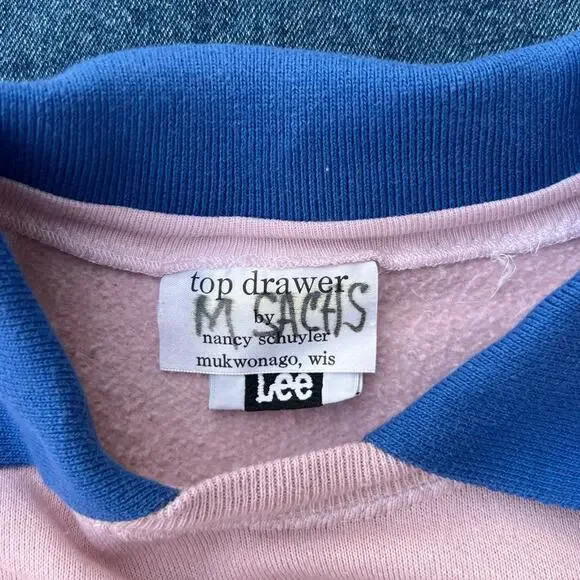 top drawer
by
M SACHS
nancy schuyler
mukwonago, wis
Lee